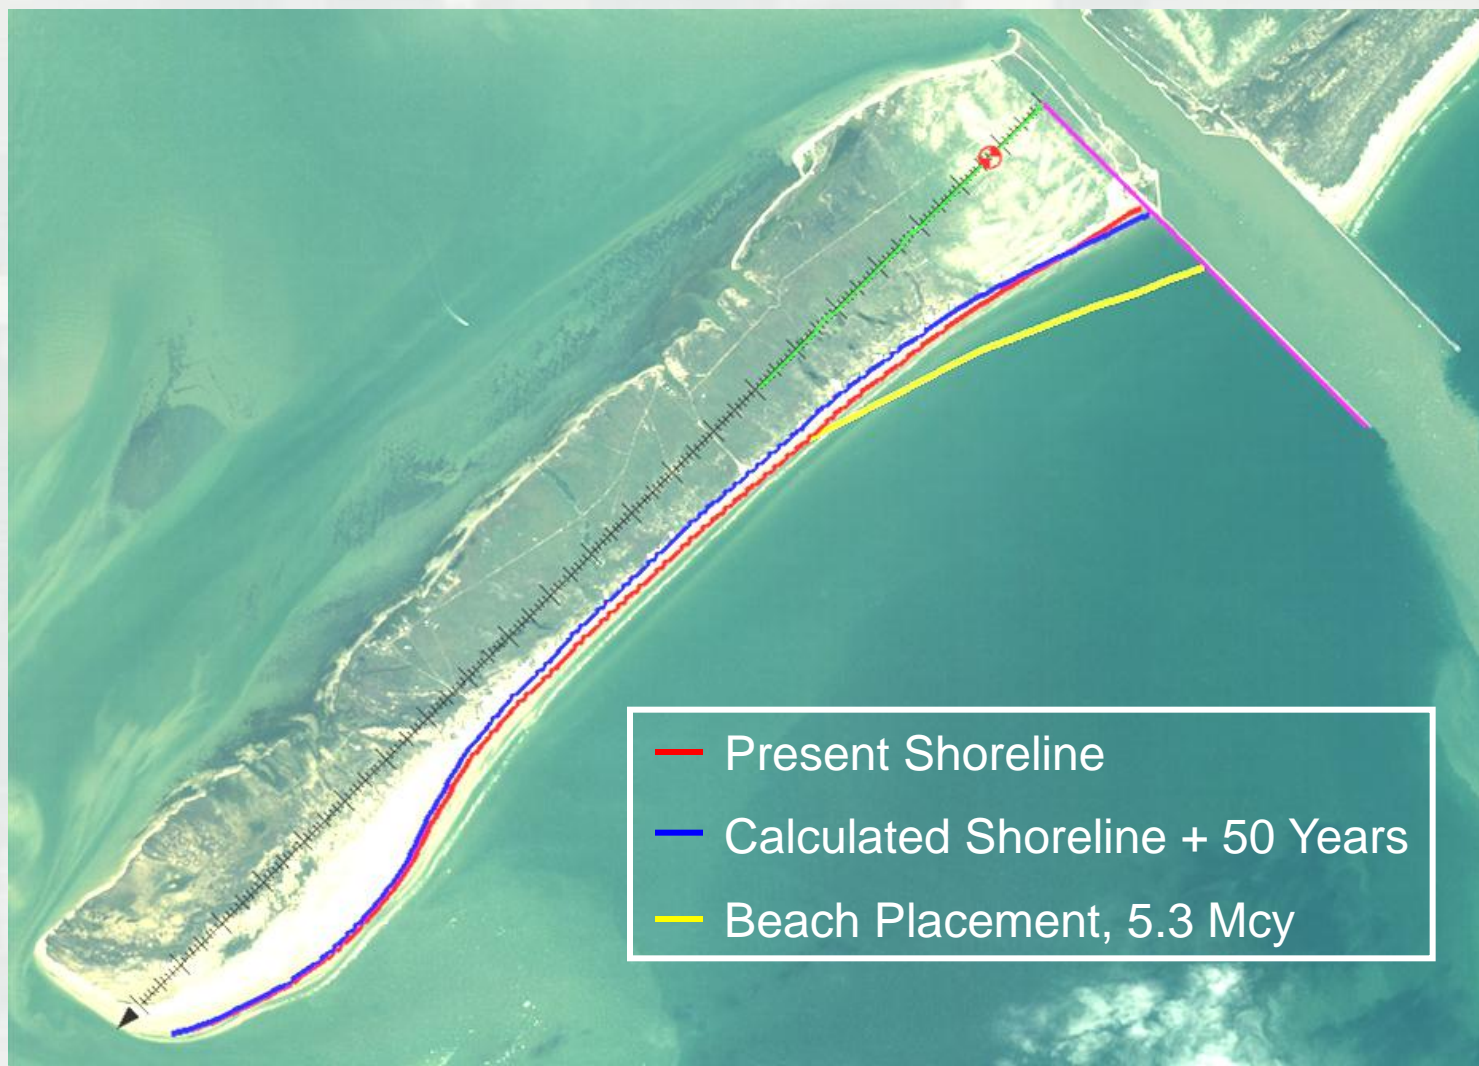 Present Shoreline
Calculated Shoreline + 50 Years
Beach Placement, 5.3 Mcy